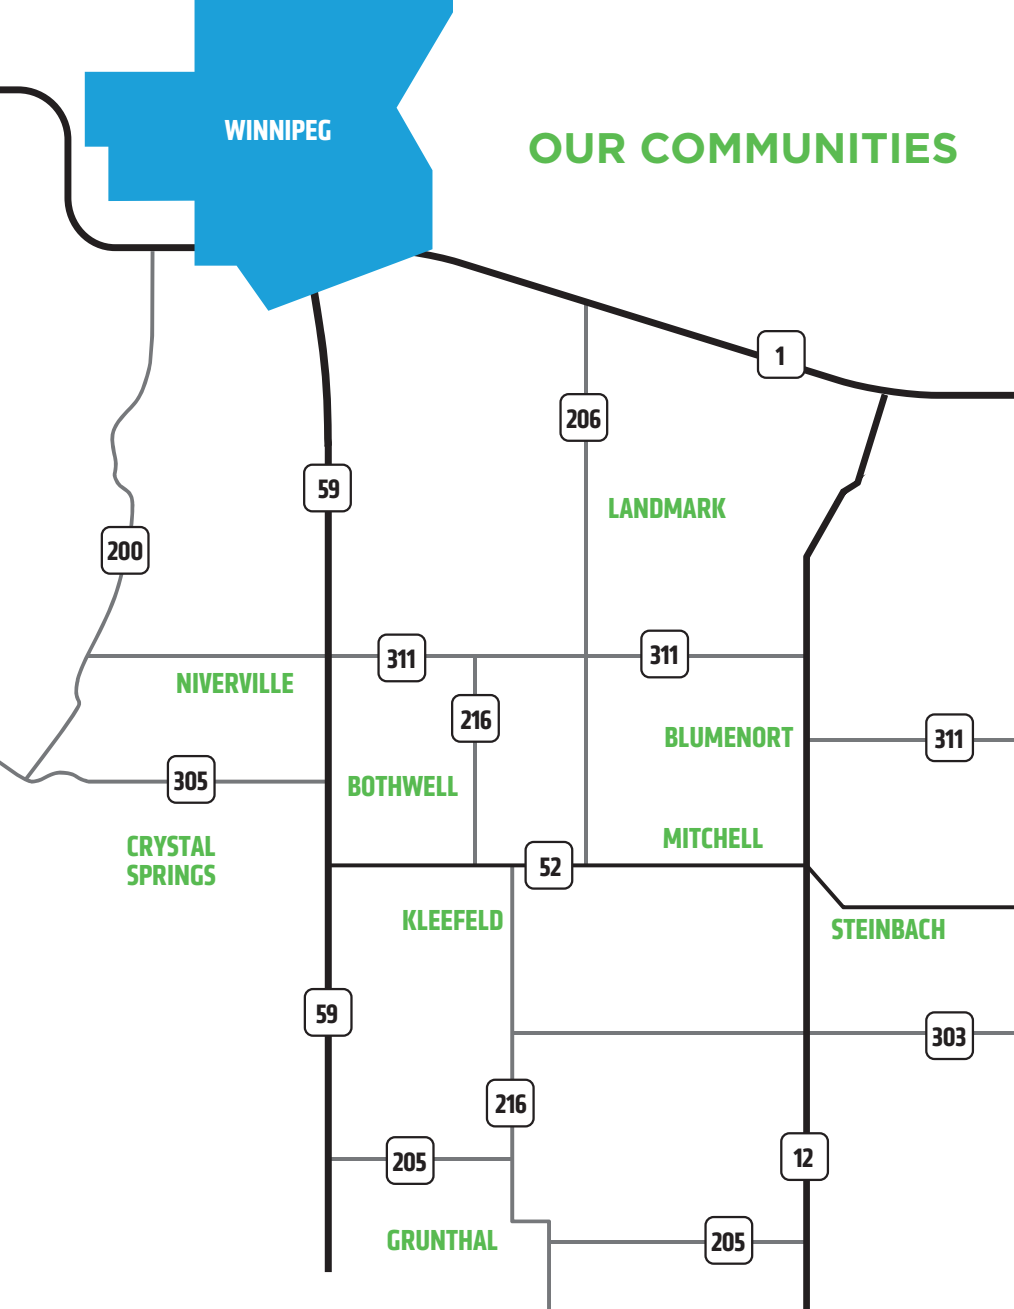 WINNIPEG
OUR COMMUNITIES
1
206
59
LANDMARK
200
311
311
NIVERVILLE
216
BLUMENORT
311
305
BOTHWELL
MITCHELL
CRYSTAL
SPRINGS
52
KLEEFELD
STEINBACH
59
303
216
12
205
GRUNTHAL
205